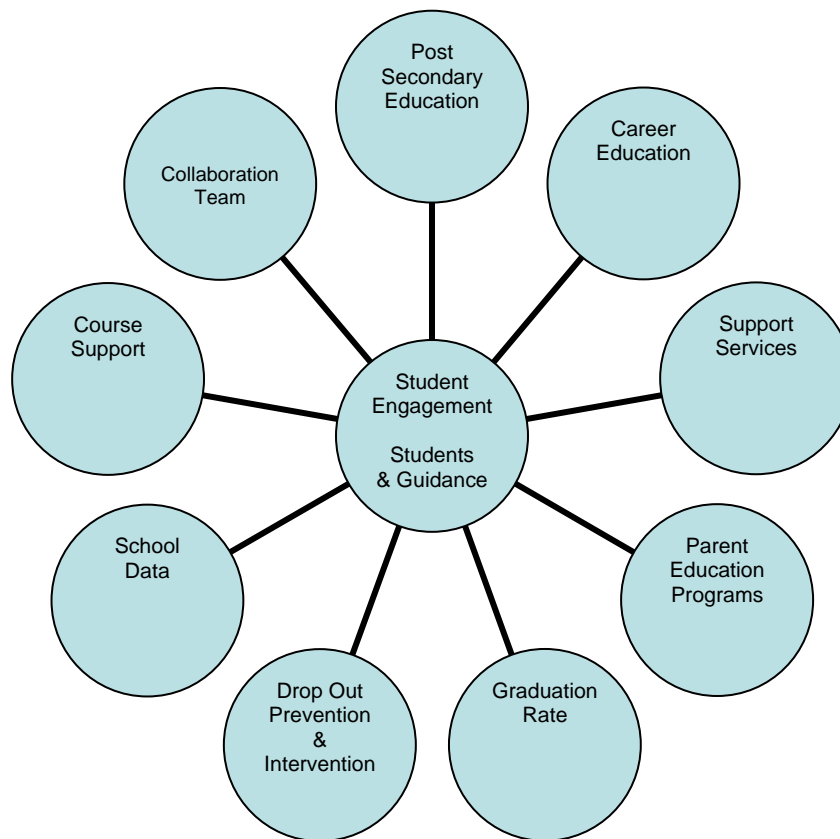 Post
Secondary
Education
Career
Education
Collaboration
Team
Course
Support
Support
Services
Student
Engagement
Students
& Guidance
School
Data
Parent
Education
Programs
Drop Out
Prevention
&
Intervention
Graduation
Rate